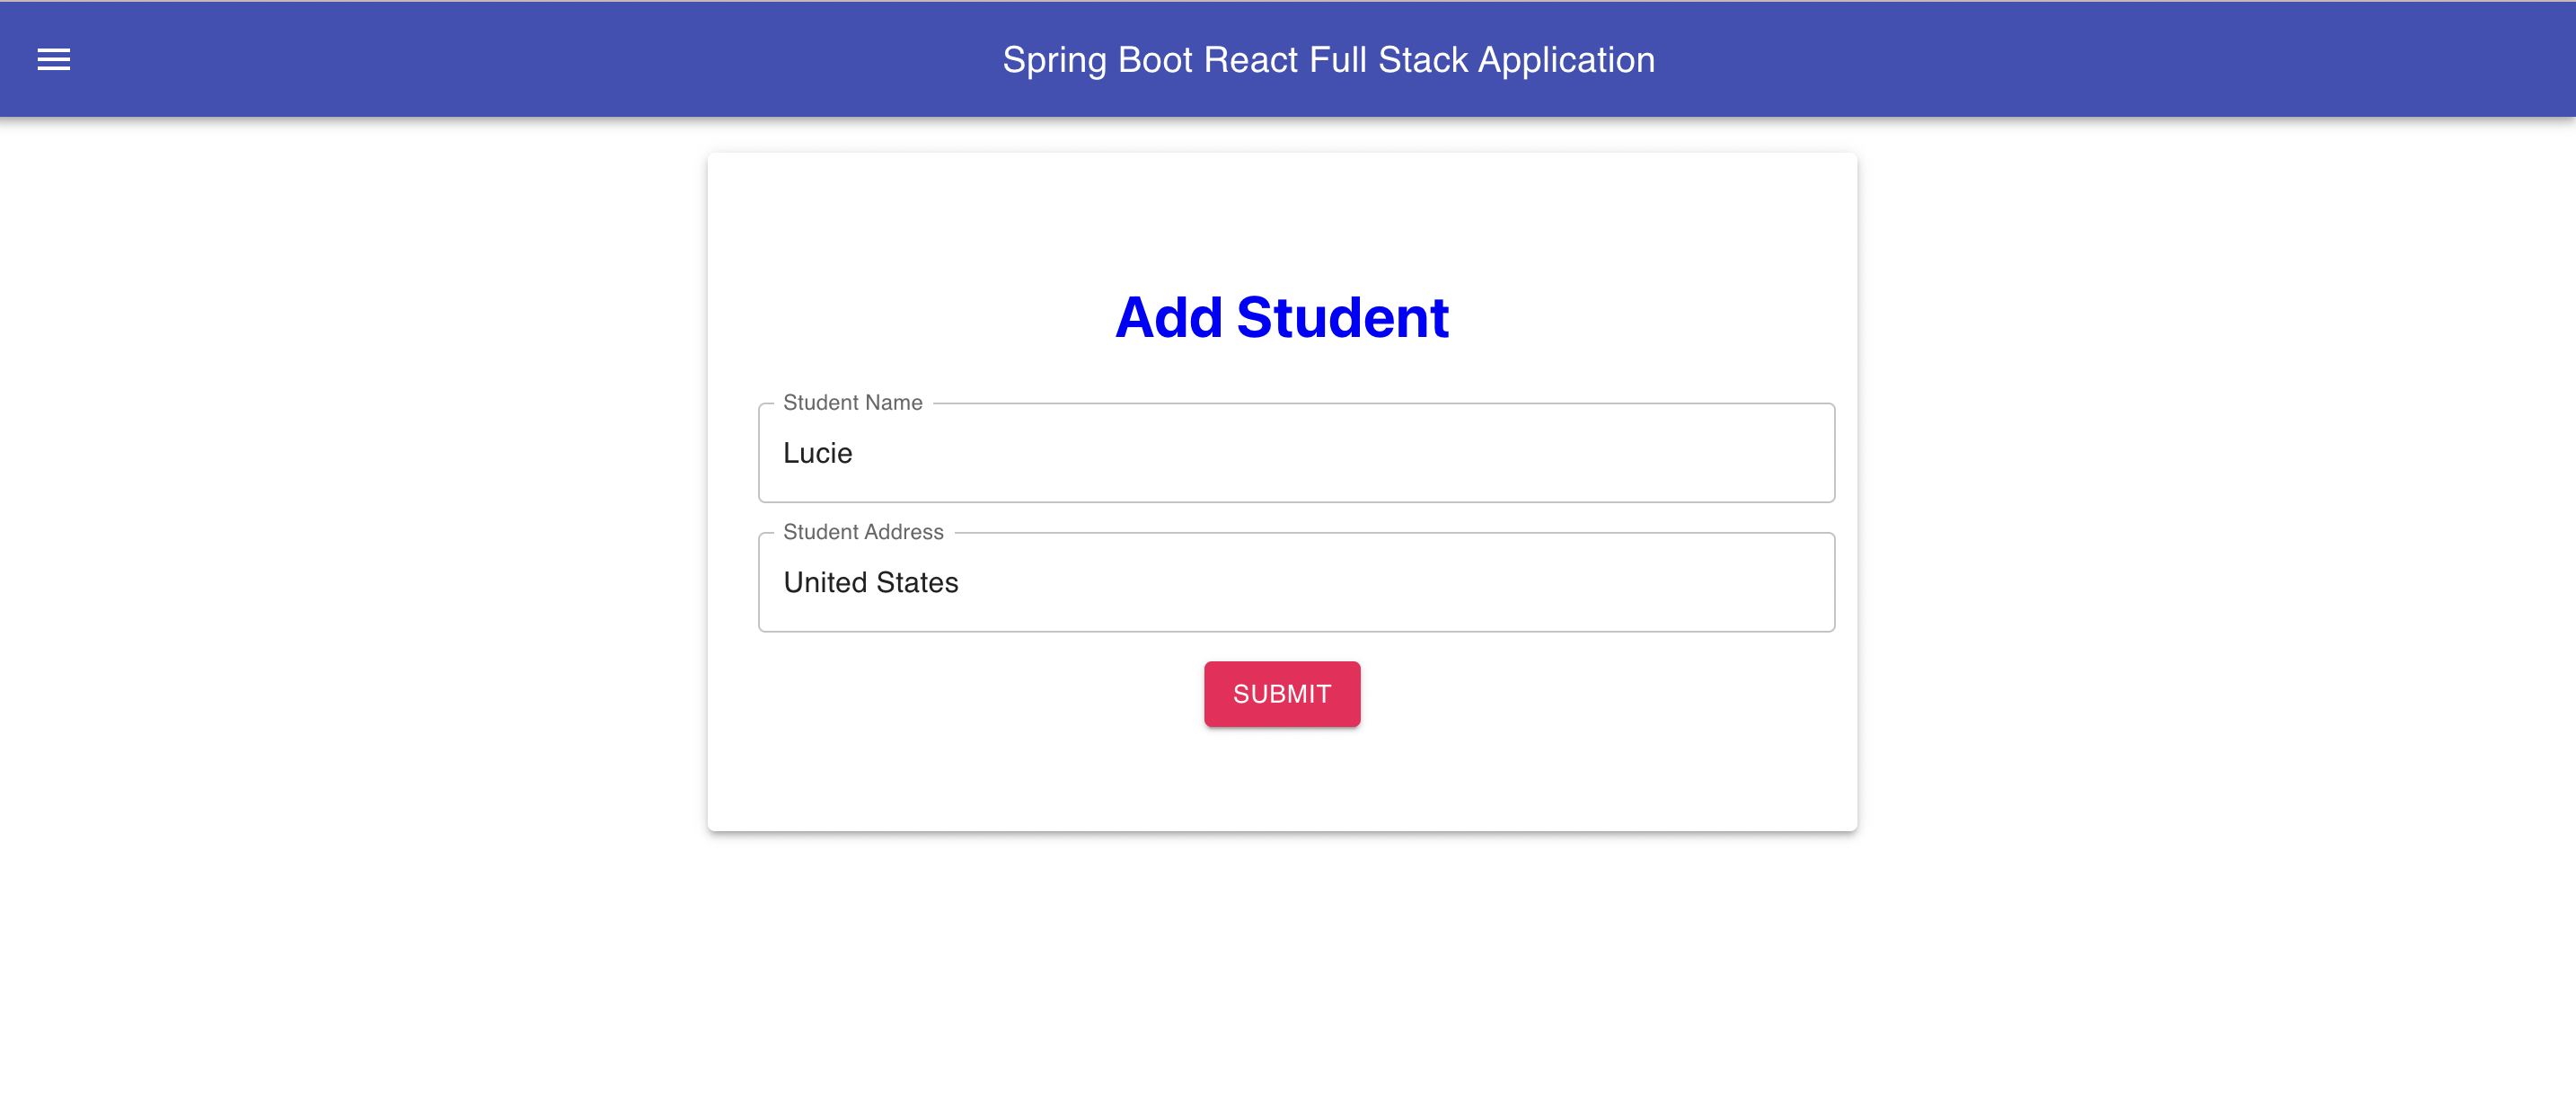 Spring Boot React Full Stack Application
Add Student
Student Name
Lucie
Student Address
United States
SUBMIT